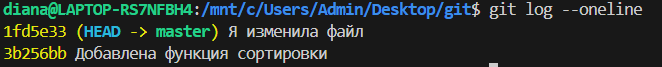 diana@LAPTOP-RS7NFBH4:/mnt/c/Users/Admin/Desktop/git$ git log --oneline
1fd5e33 (HEAD -> master) Я изменила файл
3b256bb Добавлена функция сортировки